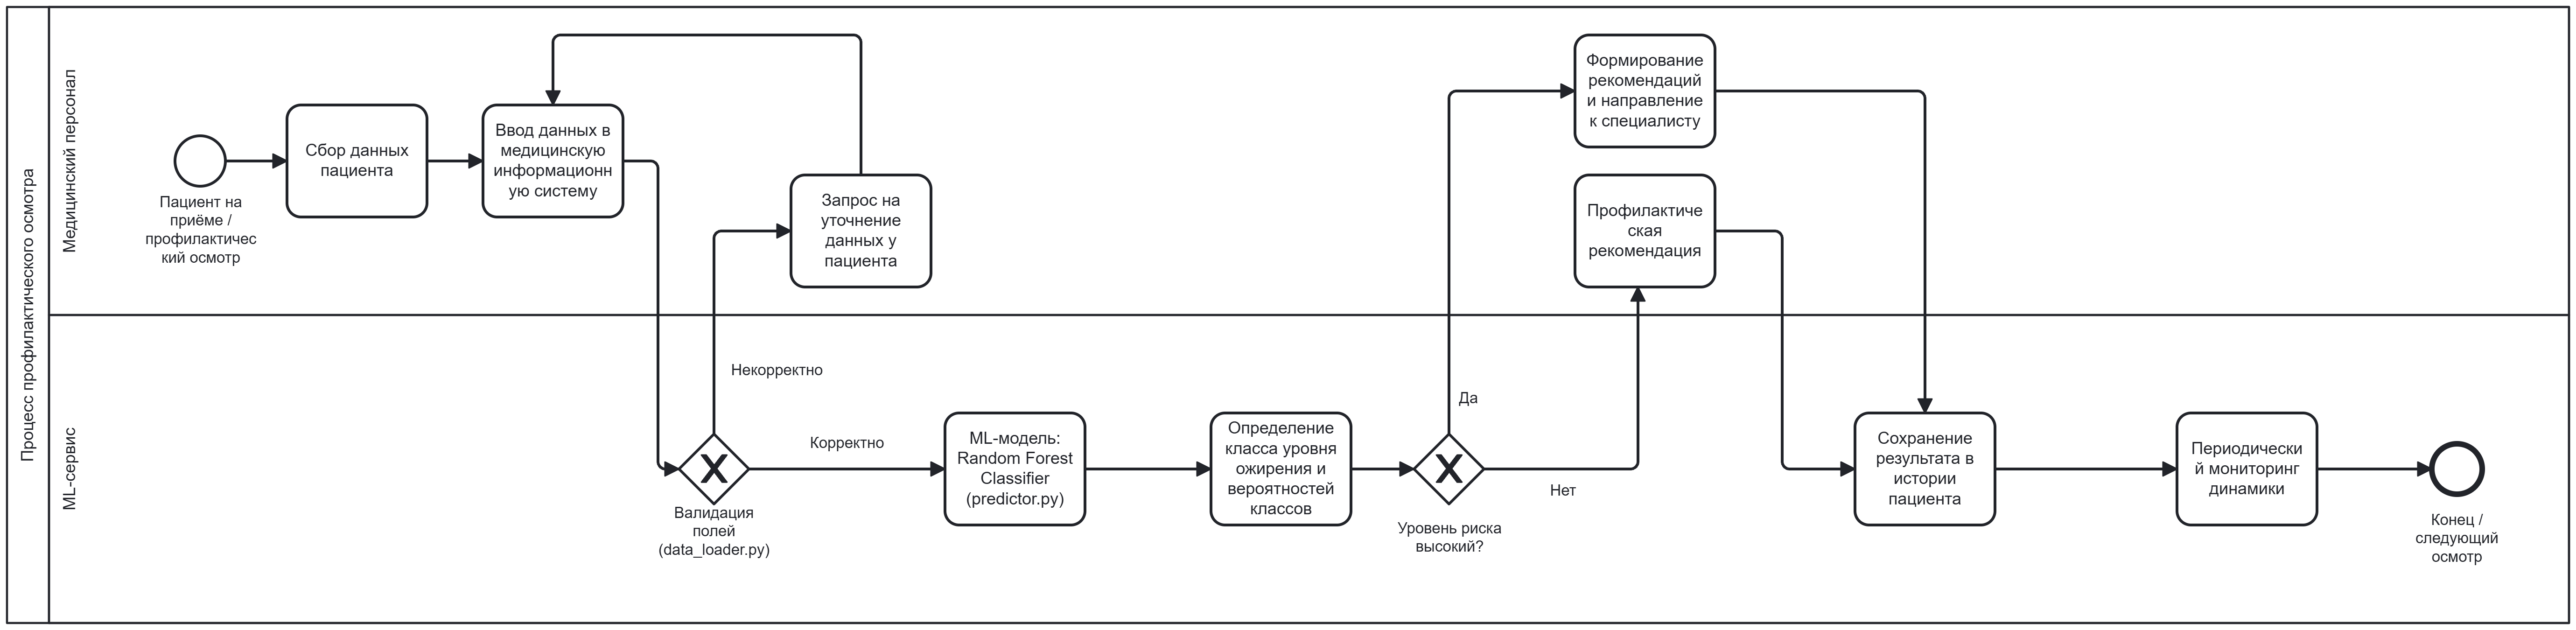 Процесс профилактического осмотра
Медицинский персонал
Пациент на
приёме /
профилактичес
кий осмотр
Сбор данных
пациента
Ввод данных в
медицинскую
информационн
ую систему
Запрос на
уточнение
данных у
пациента
Формирование
рекомендаций
и направление
к специалисту
Профилактиче
ская
рекомендация
ML-сервис
Валидация
полей
(data_loader.py)
Некорректно
Корректно
ML-модель:
Random Forest
Classifier
(predictor.py)
Определение
класса уровня
ожирения и
вероятностей
классов
Уровень риска
высокий?
Да
Нет
Сохранение
результата в
истории
пациента
Периодически
й мониторинг
динамики
Конец /
следующий
осмотр